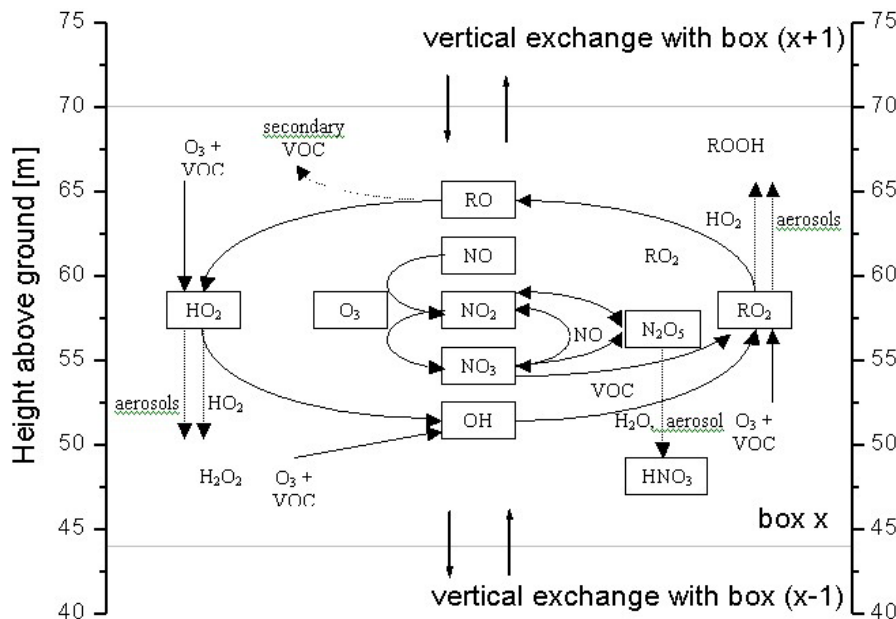 75
75
vertical exchange with box (x+1)
70
70
secondary
VOC
O₃ +
VOC
ROOH
65
65
RO
HO₂
aerosols
NO
RO₂
60
60
HO₂
O₃
NO₂
NO
N₂O₅
RO₂
55
55
NO₃
VOC
aerosols
HO₂
OH
H₂O, aerosol
O₃ +
VOC
50
50
H₂O₂
O₃ +
VOC
HNO₃
box x
45
45
vertical exchange with box (x-1)
40
40
Height above ground [m]